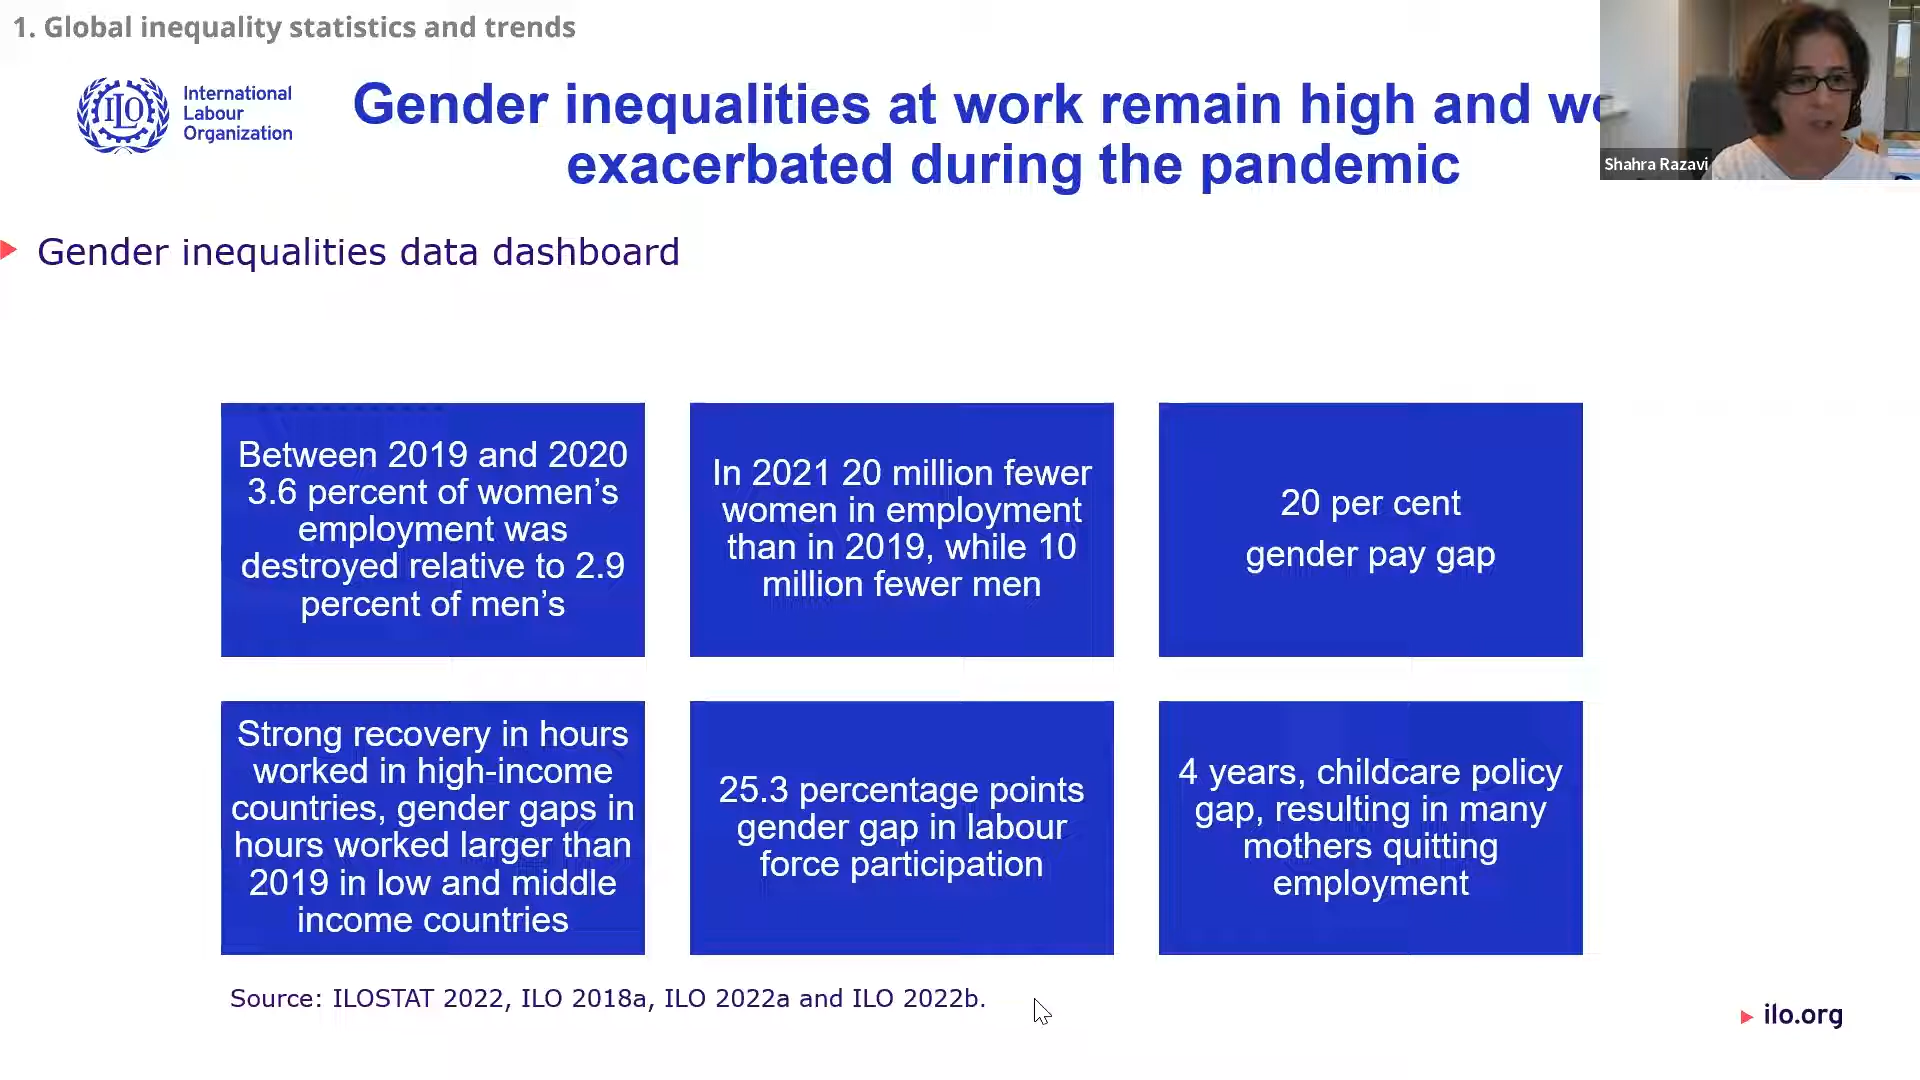 1. Global inequality statistics and trends
International
Labour
Organization
ILO
Gender inequalities at work remain high and
exacerbated during the pandemic
Shahra Razavi
Gender inequalities data dashboard
Between 2019 and 2020
3.6 percent of women’s
employment was
destroyed relative to 2.9
percent of men’s
In 2021 20 million fewer
women in employment
than in 2019, while 10
million fewer men
20 per cent
gender pay gap
Strong recovery in hours
worked in high-income
countries, gender gaps in
hours worked larger than
2019 in low and middle
income countries
25.3 percentage points
gender gap in labour
force participation
4 years, childcare policy
gap, resulting in many
mothers quitting
employment
Source: ILOSTAT 2022, ILO 2018a, ILO 2022a and ILO 2022b.
ilo.org